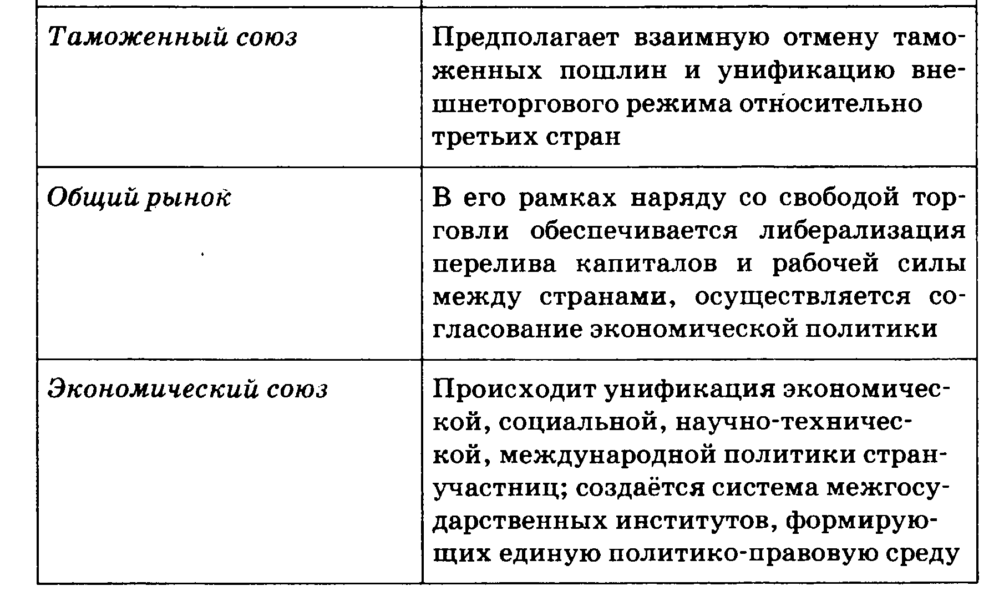 Таможенный союз
Предполагает взаимную отмену тамо-
женных пошлин и унификацию вне-
шнеторгового режима относительно
третьих стран
Общий рынок
В его рамках наряду со свободой тор-
говли обеспечивается либерализация
перелива капиталов и рабочей силы
между странами, осуществляется со-
гласование экономической политики
Экономический союз
Происходит унификация экономичес-
кой, социальной, научно-техничес-
кой, международной политики стран-
участниц; создаётся система межгосу-
дарственных институтов, формирую-
щих единую политико-правовую среду